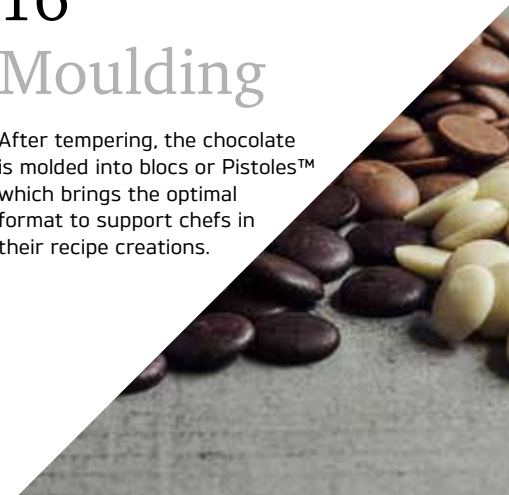 16
Moulding
After tempering, the chocolate
is molded into blocs or Pistoles™
which brings the optimal
format to support chefs in
their recipe creations.